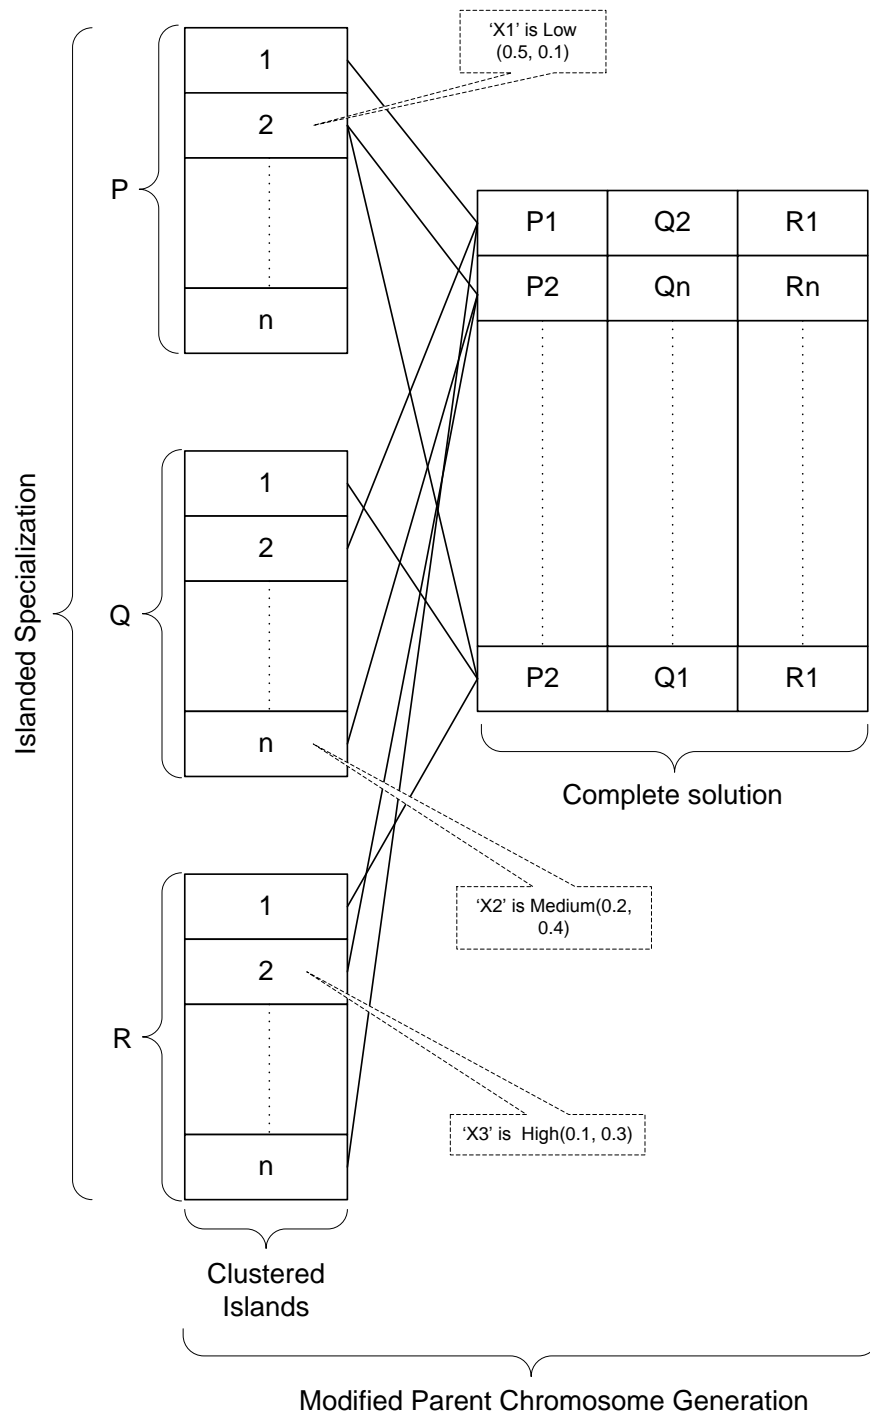 ‘X1’ is Low
(0.5, 0.1)
1
2
P
n
P1 Q2 R1
P2 Qn Rn
P2 Q1 R1
Complete solution
Islanded Specialization
1
2
Q
n
‘X2’ is Medium(0.2,
0.4)
1
2
R
n
‘X3’ is High(0.1, 0.3)
Clustered
Islands
Modified Parent Chromosome Generation